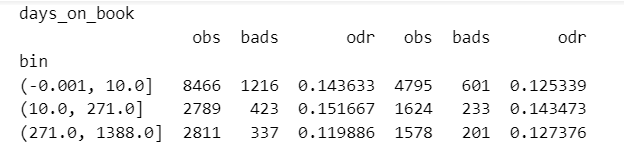 days_on_book
obs bads odr obs bads odr
bin
(-0.001, 10.0] 8466 1216 0.143633 4795 601 0.125339
(10.0, 271.0] 2789 423 0.151667 1624 233 0.143473
(271.0, 1388.0] 2811 337 0.119886 1578 201 0.127376